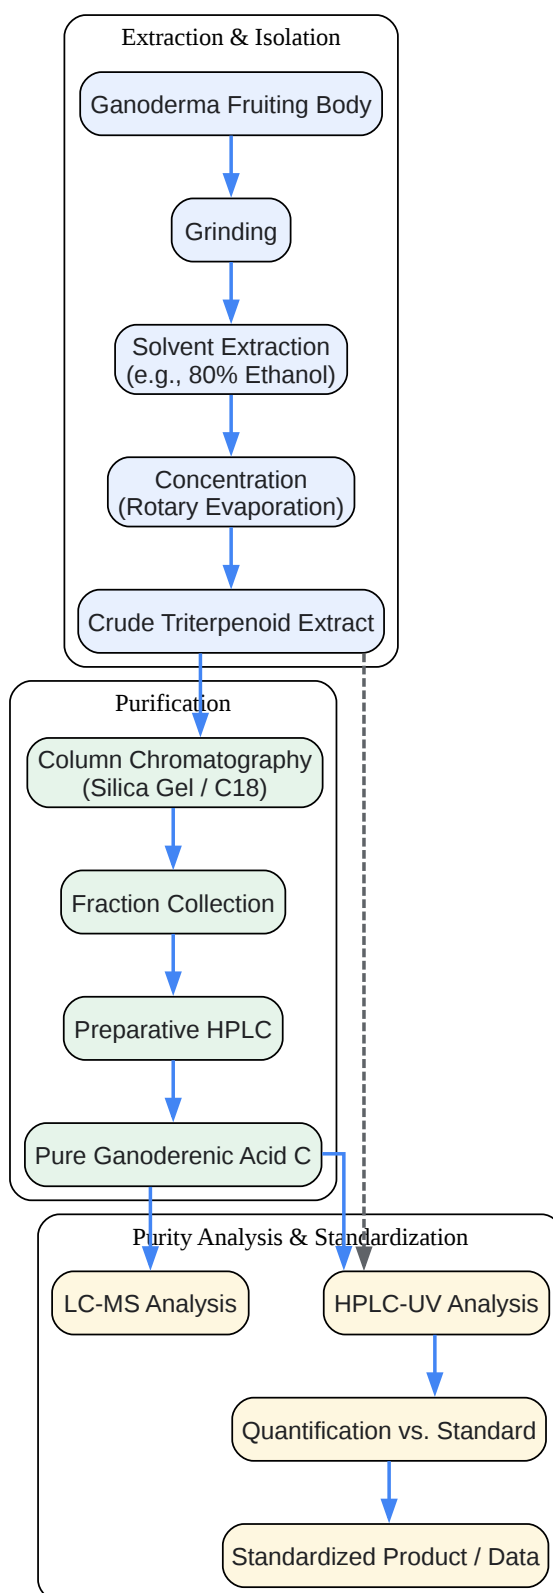 Extraction & Isolation
Ganoderma Fruiting Body
Grinding
Solvent Extraction
(e.g., 80% Ethanol)
Concentration
(Rotary Evaporation)
Crude Triterpenoid Extract
Purification
Column Chromatography
(Silica Gel / C18)
Fraction Collection
Preparative HPLC
Pure Ganoderenic Acid C
Purity Analysis & Standardization
LC-MS Analysis
HPLC-UV Analysis
Quantification vs. Standard
Standardized Product / Data